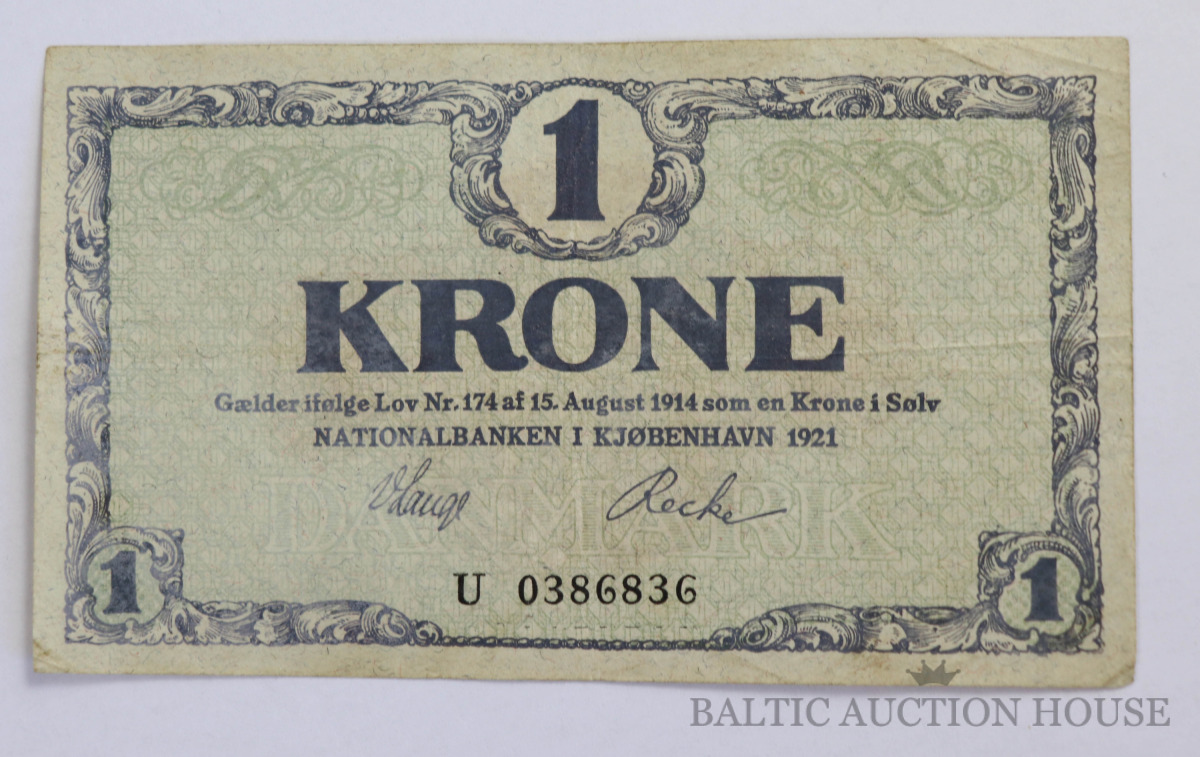 1
KRONE
Gælder ifølge Lov Nr. 174 af 15. August 1914 som en Krone i Sølv
NATIONALBANKEN I KJØBENHAVN 1921
VLange Recke
DANMARK
U 0386836
1 1
BALTIC AUCTION HOUSE